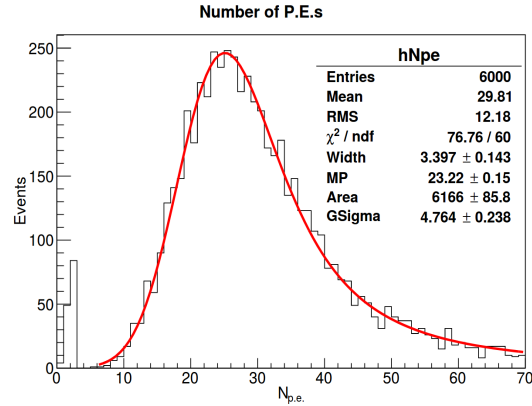 Number of P.E.s
hNpe
Entries 6000
Mean 29.81
RMS 12.18
χ² / ndf 76.76 / 60
Width 3.397 ± 0.143
MP 23.22 ± 0.15
Area 6166 ± 85.8
GSigma 4.764 ± 0.238
Events
250
200
150
100
50
0
0 10 20 30 40 50 60 70
Np.e.